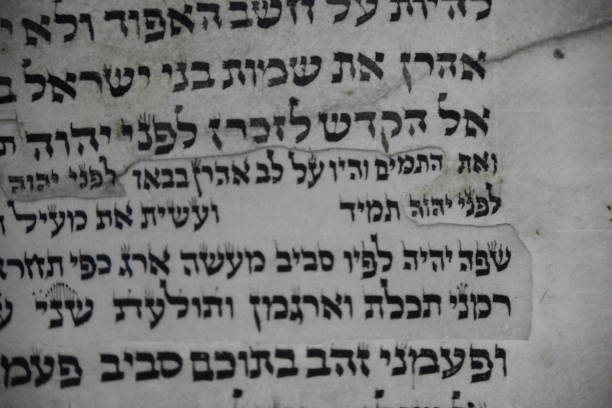 להיות על חשב האפוד ולא י
אהרן את שמות בני ישראל ב
אל הקדש לזכרן לפני יהוה ת
ואת התמים והיו על לב אהרן בבאו לפני יהוה
לפני יהוה תמיד ועשית את מעיל ה
שפה יהיה לפיו סביב מעשה ארג כפי תחרא
רמני תכלת וארגמן ותולעת שני ע
ופעמני זהב בתוכם סביב פעמ